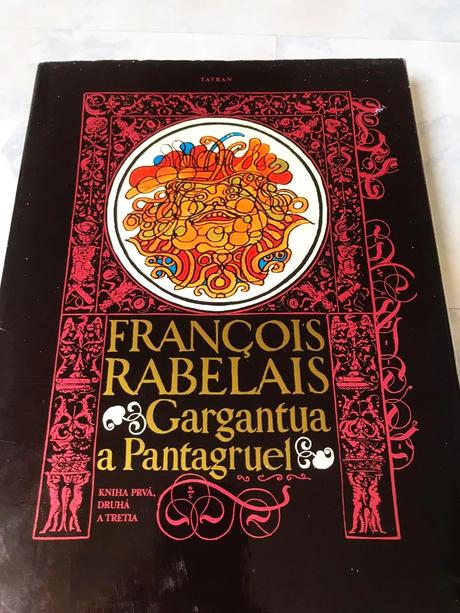 TATRAN
FRANÇOIS
RABELAIS
Gargantua
a Pantagruel
KNIHA PRVÁ,
DRUHÁ
A TRETIA